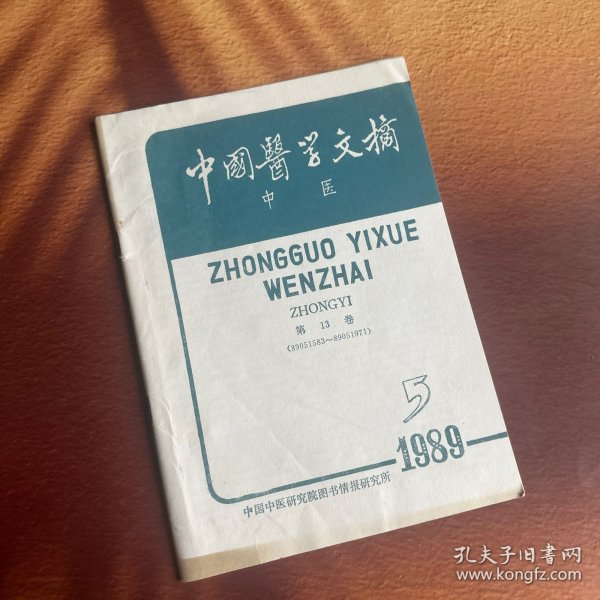 中國醫学文摘
中医
ZHONGGUO YIXUE
WENZHAI
ZHONGYI
第 13 卷
(89051583～89051971)
5
1989
中国中医研究院图书情报研究所
孔夫子旧书网
www.kongfz.com